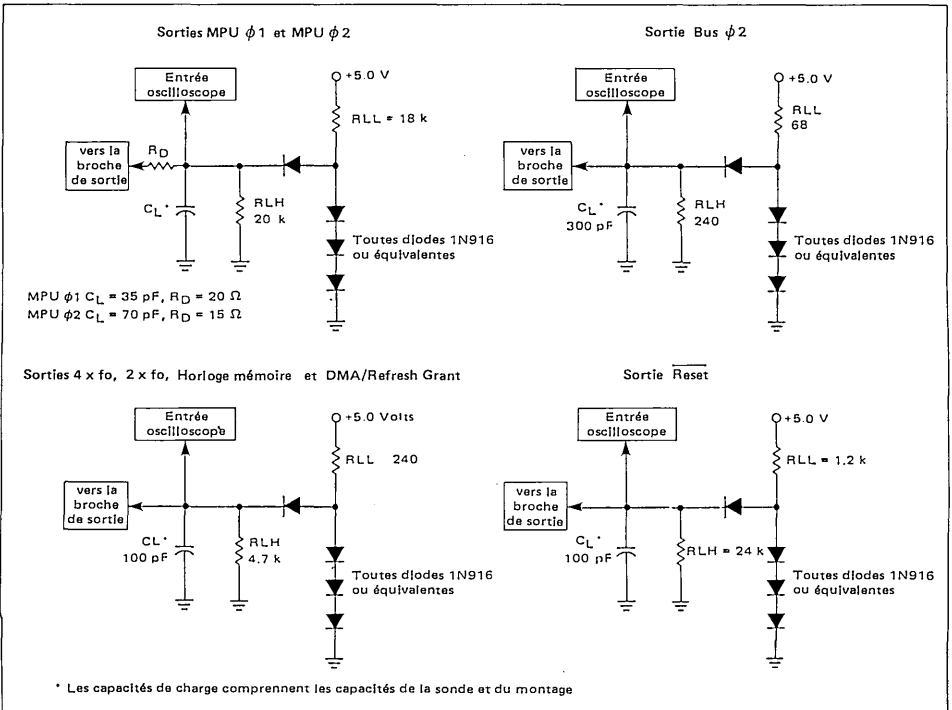 Sorties MPU ϕ1 et MPU ϕ2
Entrée
oscilloscope
+5.0 V
RLL = 18 k
vers la
broche
de sortie
RD
CL*
RLH
20 k
Toutes diodes 1N916
ou équivalentes
MPU ϕ1 CL = 35 pF, RD = 20 Ω
MPU ϕ2 CL = 70 pF, RD = 15 Ω
Sortie Bus ϕ2
Entrée
oscilloscope
+5.0 V
RLL
68
vers la
broche
de sortie
CL*
300 pF
RLH
240
Toutes diodes 1N916
ou équivalentes
Sorties 4 x fo, 2 x fo, Horloge mémoire et DMA/Refresh Grant
Entrée
oscilloscope
+5.0 Volts
RLL 240
vers la
broche
de sortie
CL*
100 pF
RLH
4.7 k
Toutes diodes 1N916
ou équivalentes
Sortie R̅e̅s̅e̅t̅
Entrée
oscilloscope
+5.0 V
RLL = 1.2 k
vers la
broche
de sortie
CL*
100 pF
RLH = 24 k
Toutes diodes 1N916
ou équivalentes
* Les capacités de charge comprennent les capacités de la sonde et du montage